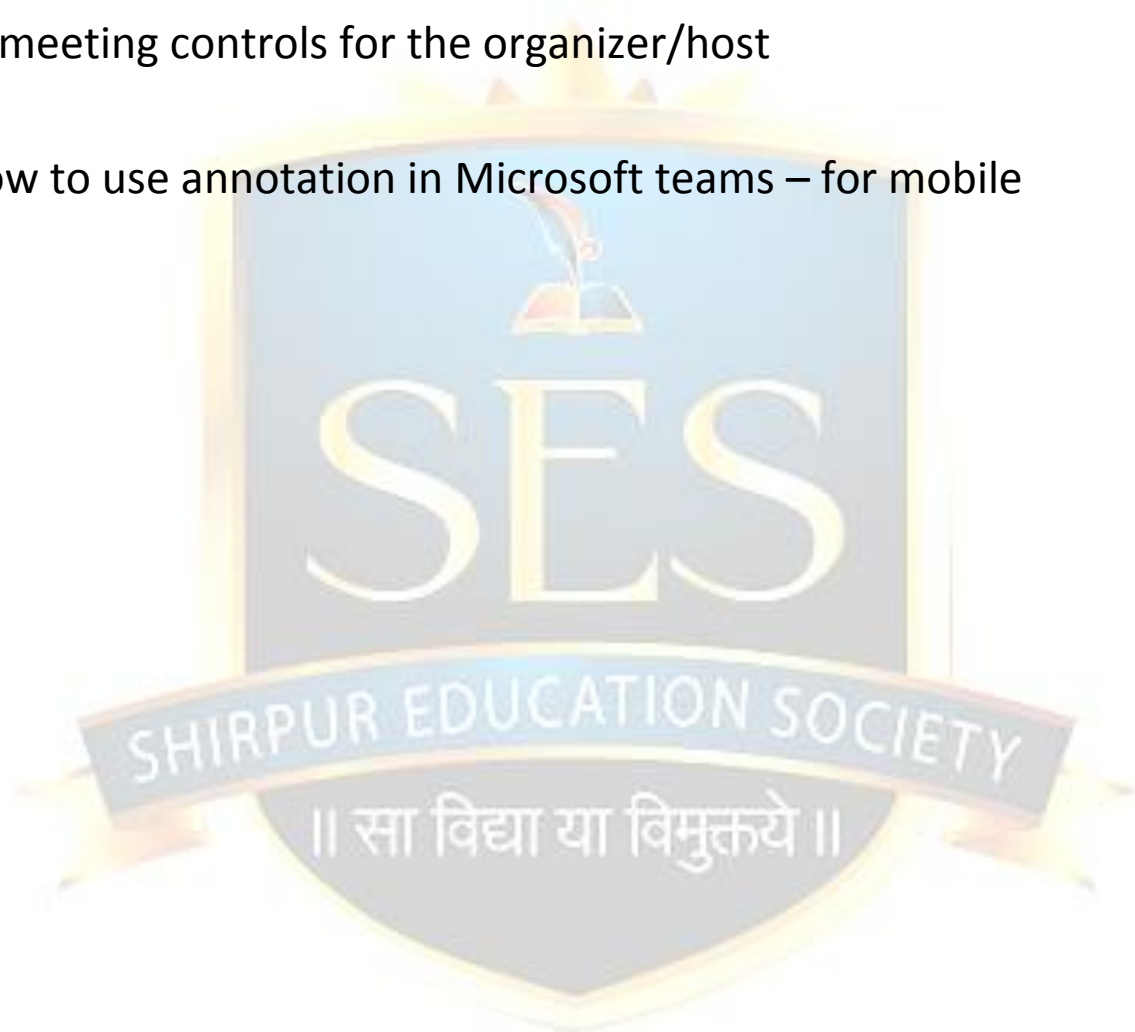 meeting controls for the organizer/host
ow to use annotation in Microsoft teams – for mobile
SES
SHIRPUR EDUCATION SOCIETY
॥ सा विद्या या विमुक्तये ॥